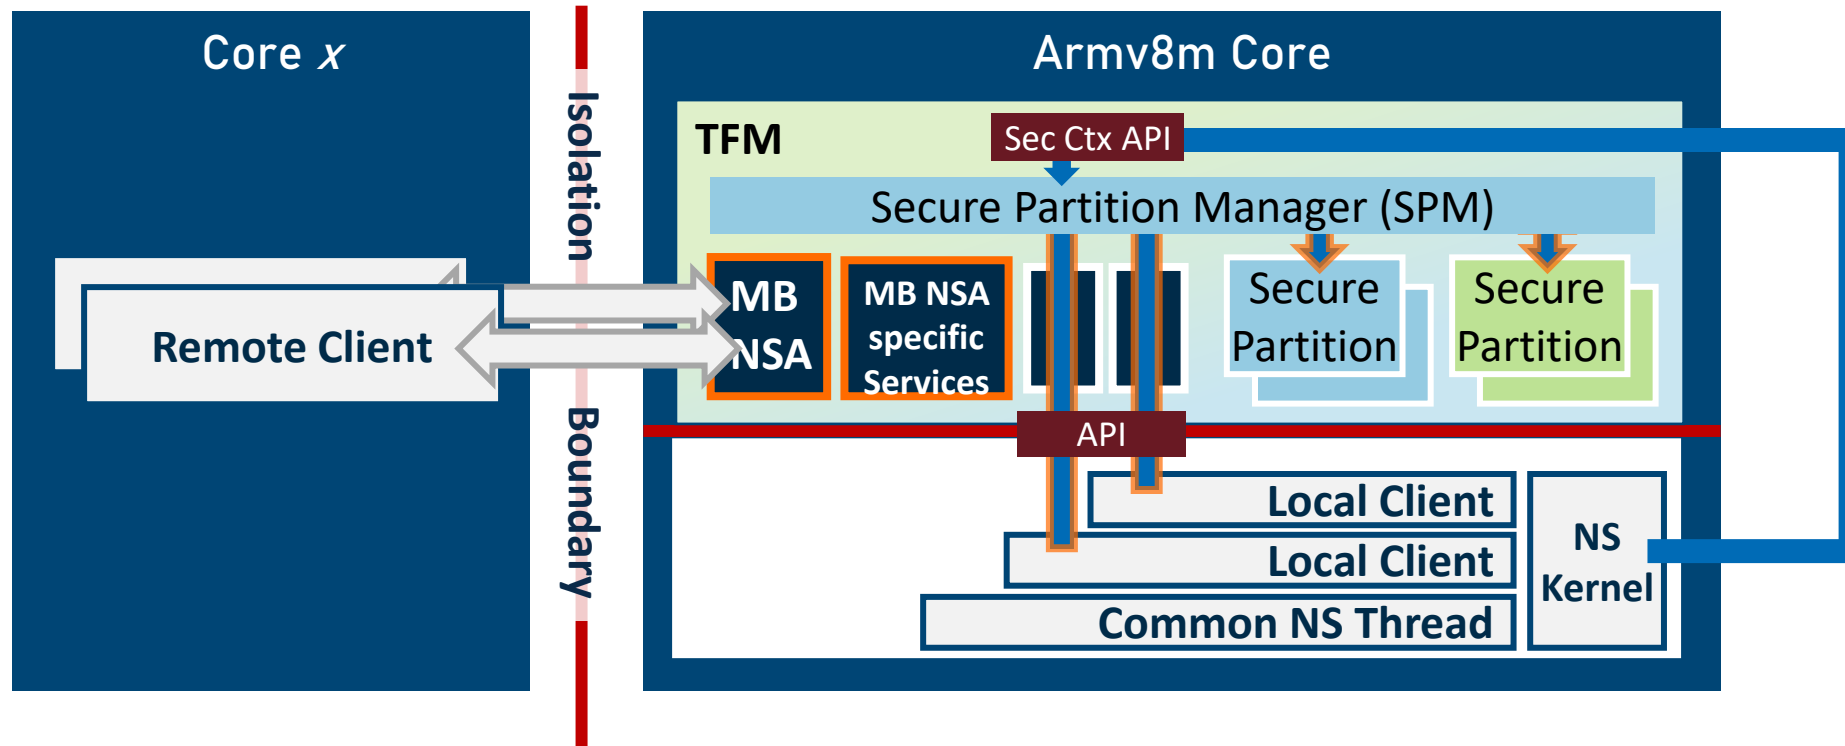 Core x
Isolation
Boundary
Armv8m Core
TFM
Sec Ctx API
Secure Partition Manager (SPM)
Remote Client
MB
NSA
MB NSA
specific
Services
Secure
Partition
Secure
Partition
API
Local Client
Local Client
Common NS Thread
NS
Kernel